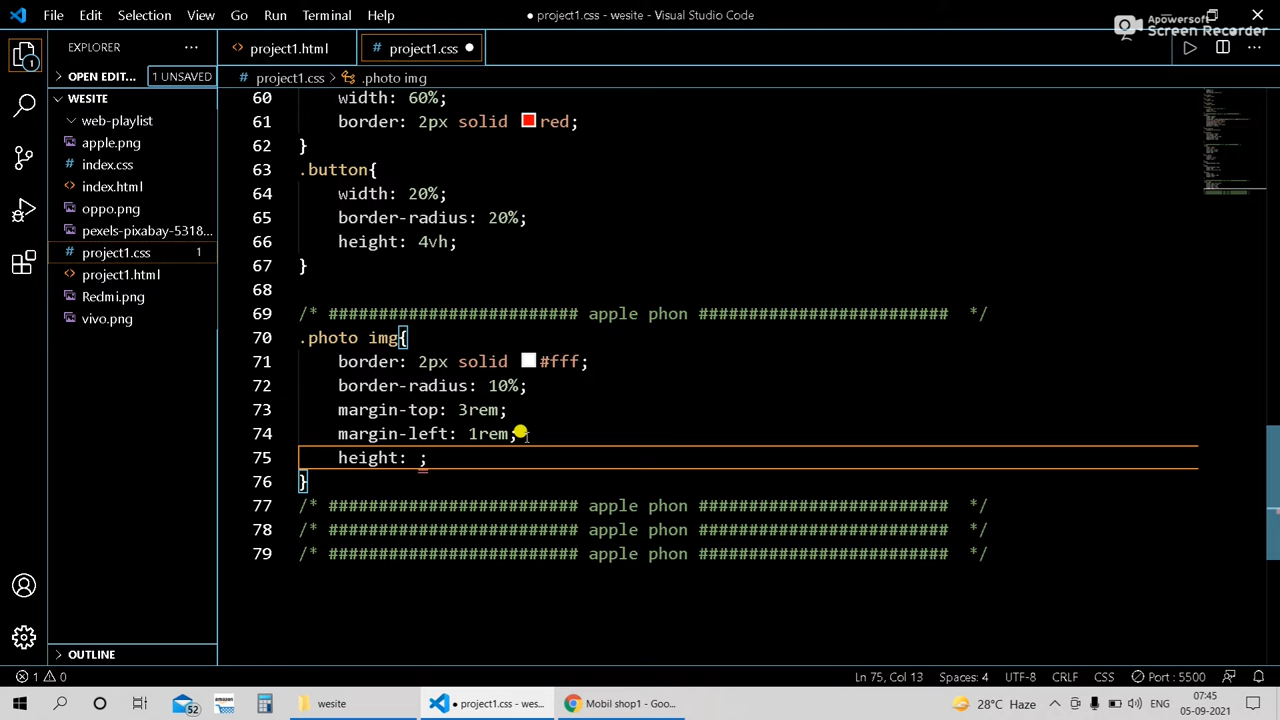 File Edit Selection View Go Run Terminal Help
● project1.css - wesite - Visual Studio Code
Apowersoft
Screen Recorder
EXPLORER
OPEN EDIT... 1 UNSAVED
WESITE
web-playlist
apple.png
index.css
index.html
oppo.png
pexels-pixabay-5318...
project1.css 1
project1.html
Redmi.png
vivo.png
OUTLINE
project1.html
# project1.css ●
# project1.css > .photo img
60 width: 60%;
61 border: 2px solid red;
62 }
63 .button{
64 width: 20%;
65 border-radius: 20%;
66 height: 4vh;
67 }
68
69 /* ######################### apple phon ######################### */
70 .photo img{
71 border: 2px solid #fff;
72 border-radius: 10%;
73 margin-top: 3rem;
74 margin-left: 1rem;
75 height: ;
76 }
77 /* ######################### apple phon ######################### */
78 /* ######################### apple phon ######################### */
79 /* ######################### apple phon ######################### */
1 0
Ln 75, Col 13 Spaces: 4 UTF-8 CRLF CSS Port : 5500
52
amazon
wesite
● project1.css - wes...
Mobil shop1 - Goo...
28°C Haze
ENG
07:45
05-09-2021